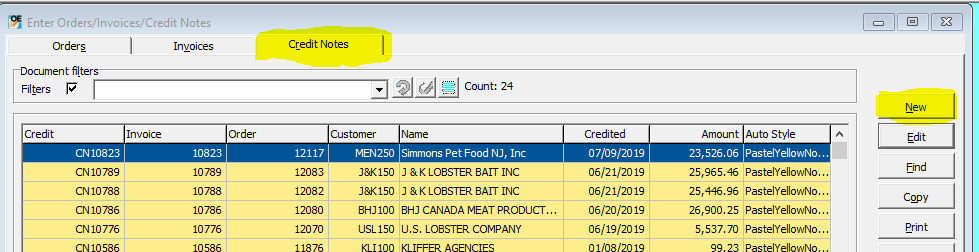 OE Enter Orders/Invoices/Credit Notes
Orders Invoices Credit Notes
Document filters
Filters Count: 24
New
Credit Invoice Order Customer Name Credited Amount Auto Style
Edit
CN10823 10823 12117 MEN250 Simmons Pet Food NJ, Inc 07/09/2019 23,526.06 PastelYellowNo...
CN10789 10789 12083 J&K150 J & K LOBSTER BAIT INC 06/21/2019 25,965.46 PastelYellowNo...
Find
CN10788 10788 12082 J&K150 J & K LOBSTER BAIT INC 06/21/2019 25,446.96 PastelYellowNo...
Copy
CN10786 10786 12080 BHJ100 BHJ CANADA MEAT PRODUCT... 06/20/2019 26,900.25 PastelYellowNo...
CN10776 10776 12070 USL150 U.S. LOBSTER COMPANY 06/19/2019 5,537.70 PastelYellowNo...
Print
CN10586 10586 11876 KLI100 KLIFFER AGENCIES 01/08/2019 99.23 PastelYellowNo...